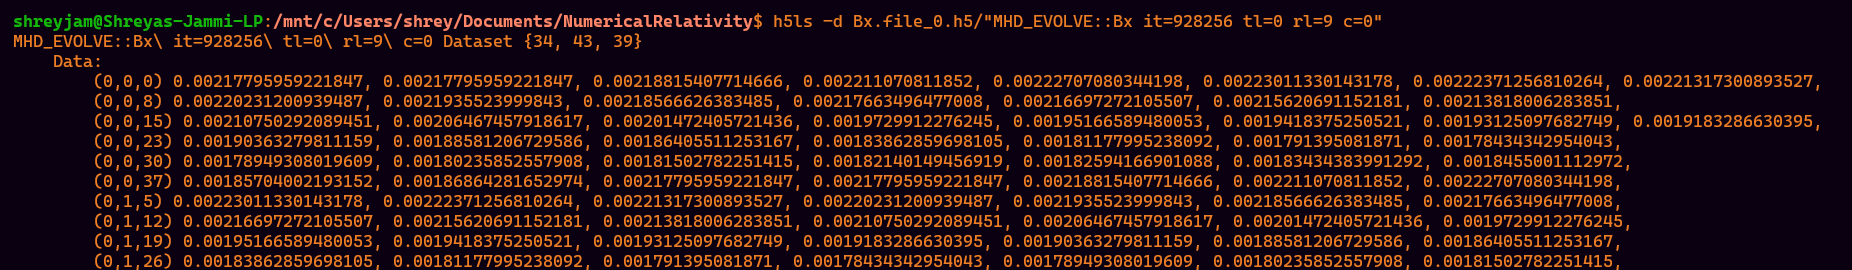 shreyjam@Shreyas-Jammi-LP:/mnt/c/Users/shrey/Documents/NumericalRelativity$ h5ls -d Bx.file_0.h5/"MHD_EVOLVE::Bx it=928256 tl=0 rl=9 c=0"
MHD_EVOLVE::Bx\ it=928256\ tl=0\ rl=9\ c=0 Dataset {34, 43, 39}
Data:
(0,0,0) 0.00217795959221847, 0.00217795959221847, 0.00218815407714666, 0.002211070811852, 0.00222707080344198, 0.00223011330143178, 0.00222371256810264, 0.00221317300893527,
(0,0,8) 0.00220231200939487, 0.0021935523999843, 0.00218566626383485, 0.00217663496477008, 0.00216697272105507, 0.00215620691152181, 0.00213818006283851,
(0,0,15) 0.00210750292089451, 0.00206467457918617, 0.00201472405721436, 0.0019729912276245, 0.00195166589480053, 0.0019418375250521, 0.00193125097682749, 0.0019183286630395,
(0,0,23) 0.00190363279811159, 0.00188581206729586, 0.00186405511253167, 0.00183862859698105, 0.00181177995238092, 0.0017913950818​71, 0.00178434342954043,
(0,0,30) 0.00178949308019609, 0.00180235852557908, 0.00181502782251415, 0.00182140149456919, 0.00182594166901088, 0.00183434383991292, 0.0018455001112972,
(0,0,37) 0.00185704002193152, 0.00186864281652974, 0.00217795959221847, 0.00217795959221847, 0.00218815407714666, 0.002211070811852, 0.00222707080344198,
(0,1,5) 0.00223011330143178, 0.00222371256810264, 0.00221317300893527, 0.00220231200939487, 0.0021935523999843, 0.00218566626383485, 0.00217663496477008,
(0,1,12) 0.00216697272105507, 0.00215620691152181, 0.00213818006283851, 0.00210750292089451, 0.00206467457918617, 0.00201472405721436, 0.0019729912276245,
(0,1,19) 0.00195166589480053, 0.0019418375250521, 0.00193125097682749, 0.0019183286630395, 0.00190363279811159, 0.00188581206729586, 0.00186405511253167,
(0,1,26) 0.00183862859698105, 0.00181177995238092, 0.001791395081871, 0.00178434342954043, 0.00178949308019609, 0.00180235852557908, 0.00181502782251415,